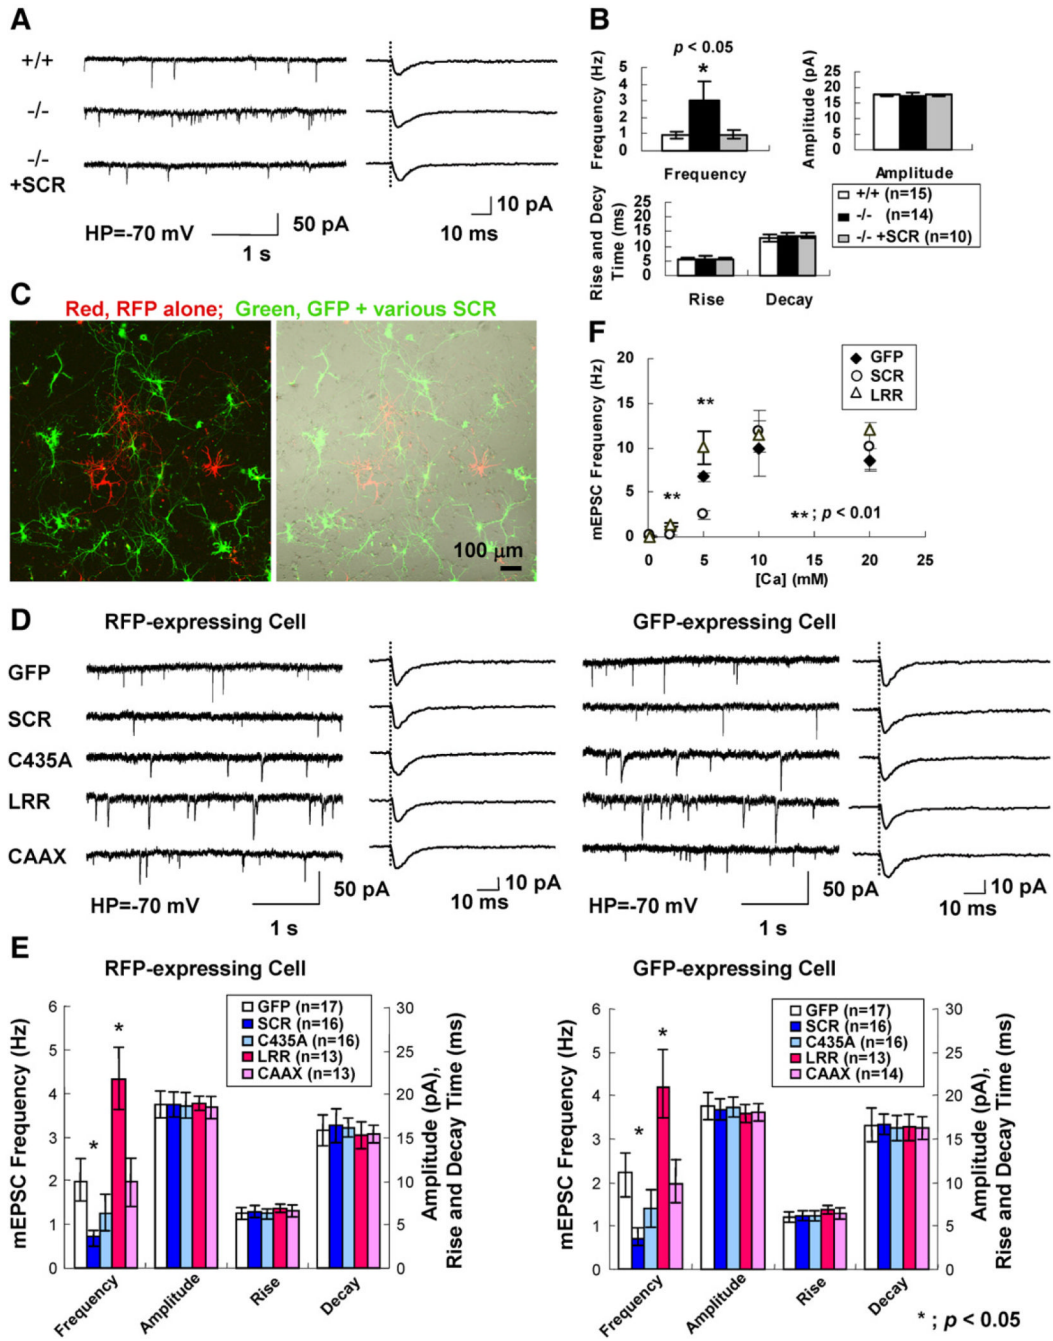 A
+/+
-/-
-/-
+SCR
HP=-70 mV
50 pA
1 s
10 pA
10 ms
B
p < 0.05
*
Frequency (Hz)
5
4
3
2
1
0
Frequency
Amplitude (pA)
25
20
15
10
5
0
Amplitude
Rise and Decy
Time (ms)
25
20
15
10
5
0
Rise
Decay
+/+ (n=15)
-/- (n=14)
-/- +SCR (n=10)
C
Red, RFP alone; Green, GFP + various SCR
100 µm
F
mEPSC Frequency (Hz)
20
15
10
5
0
**
**
**; p < 0.01
GFP
SCR
LRR
0
5
10
15
20
25
[Ca] (mM)
D
RFP-expressing Cell
GFP-expressing Cell
GFP
SCR
C435A
LRR
CAAX
HP=-70 mV
50 pA
1 s
10 pA
10 ms
HP=-70 mV
50 pA
1 s
10 pA
10 ms
E
RFP-expressing Cell
mEPSC Frequency (Hz)
6
5
4
3
2
1
0
*
*
GFP (n=17)
SCR (n=16)
C435A (n=16)
LRR (n=13)
CAAX (n=13)
30
25
20
15
10
5
0
Amplitude (pA),
Rise and Decay Time (ms)
Frequency
Amplitude
Rise
Decay
GFP-expressing Cell
mEPSC Frequency (Hz)
6
5
4
3
2
1
0
*
*
GFP (n=17)
SCR (n=16)
C435A (n=16)
LRR (n=13)
CAAX (n=14)
30
25
20
15
10
5
0
Amplitude (pA),
Rise and Decay Time (ms)
Frequency
Amplitude
Rise
Decay
* ; p < 0.05